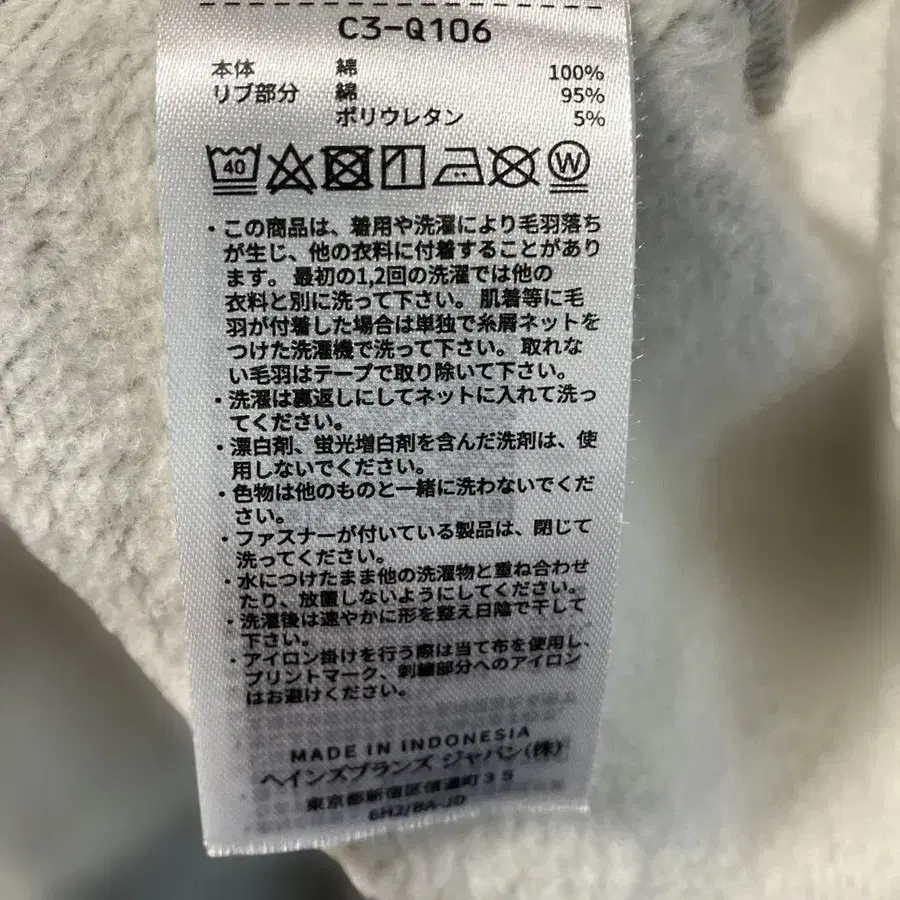 C3-Q106
本体 綿 100%
リブ部分 綿 95%
ポリウレタン 5%
40 W
・この商品は、着用や洗濯により毛羽落ち
が生じ、他の衣料に付着することがあり
ます。最初の1,2回の洗濯では他の
衣料と別に洗って下さい。肌着等に毛
羽が付着した場合は単独で糸屑ネットを
つけた洗濯機で洗って下さい。取れな
い毛羽はテープで取り除いて下さい。
・洗濯は裏返しにしてネットに入れて洗っ
てください。
・漂白剤、蛍光増白剤を含んだ洗剤は、使
用しないでください。
・色物は他のものと一緒に洗わないでくだ
さい。
・ファスナーが付いている製品は、閉じて
洗ってください。
・水につけたまま他の洗濯物と重ね合わせ
たり、放置しないようにしてください。
・洗濯後は速やかに形を整え日陰で干して
下さい。
・アイロン掛けを行う際は当て布を使用し、
プリントマーク、刺繍部分へのアイロン
はお避けください。
MADE IN INDONESIA
ヘインズブランズ ジャパン(株)
東京都新宿区信濃町35
6H2/BA-JD